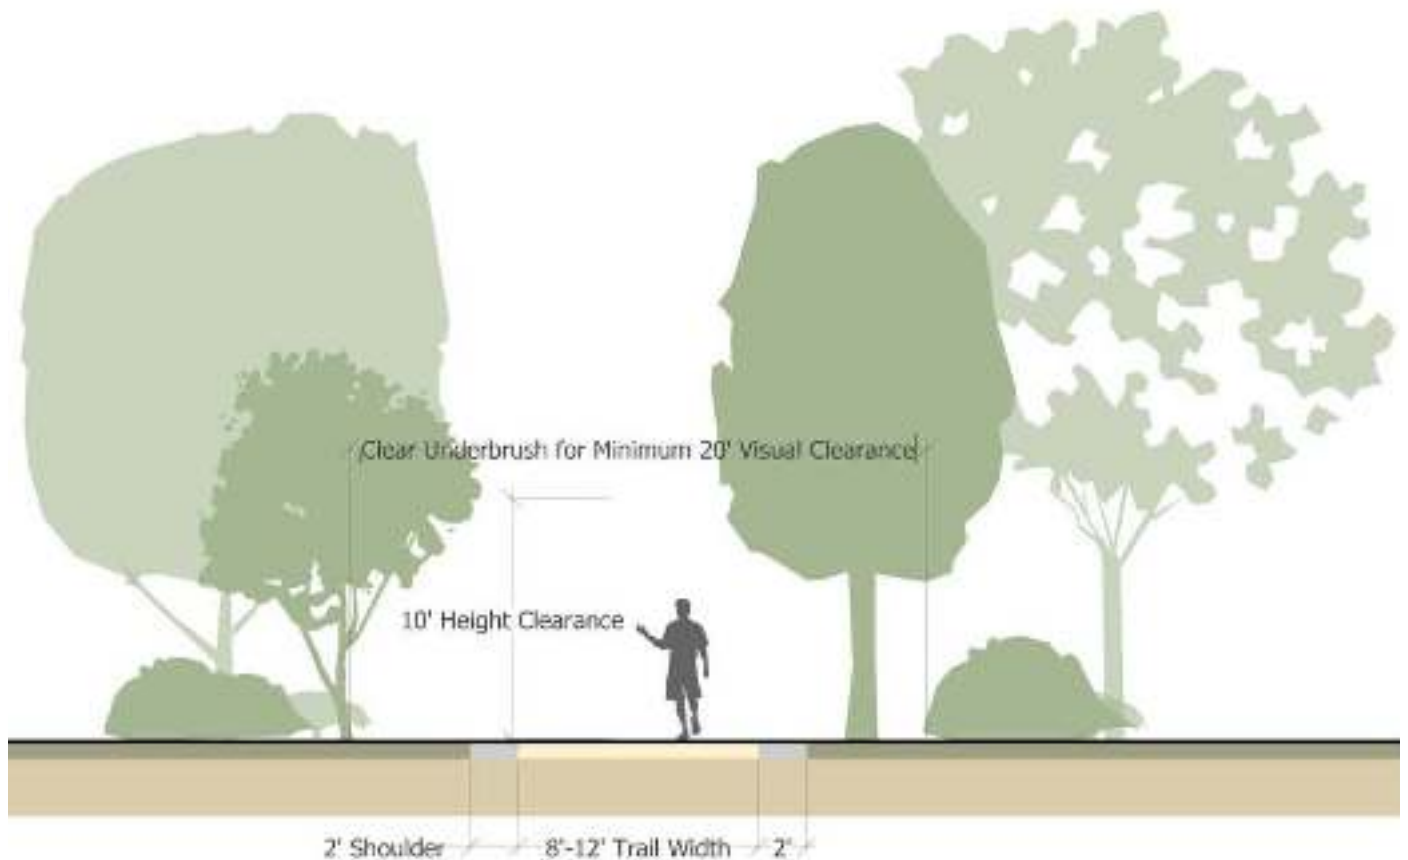 Clear Underbrush for Minimum 20' Visual Clearance
10' Height Clearance
2' Shoulder
8'-12' Trail Width
2'